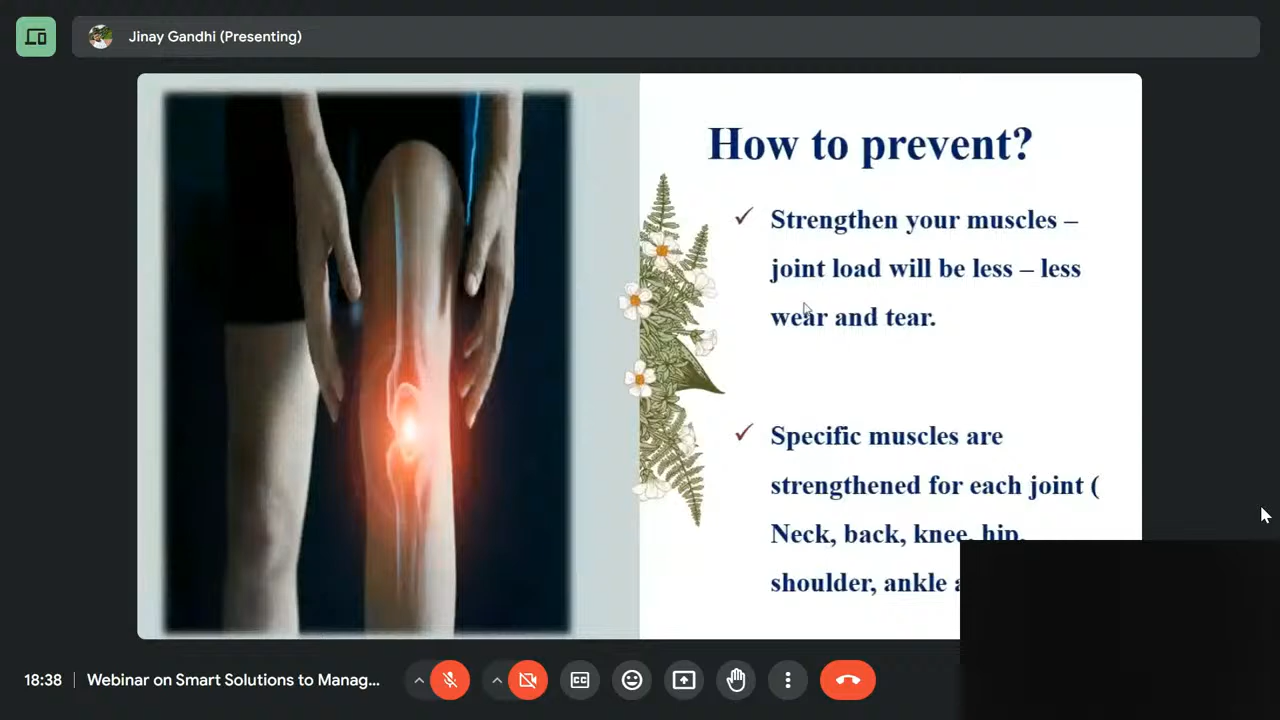 Jinay Gandhi (Presenting)
How to prevent?
✓ Strengthen your muscles –
joint load will be less – less
wear and tear.
✓ Specific muscles are
strengthened for each joint (
Neck, back, knee, hip,
shoulder, ankle
18:38 | Webinar on Smart Solutions to Manag...